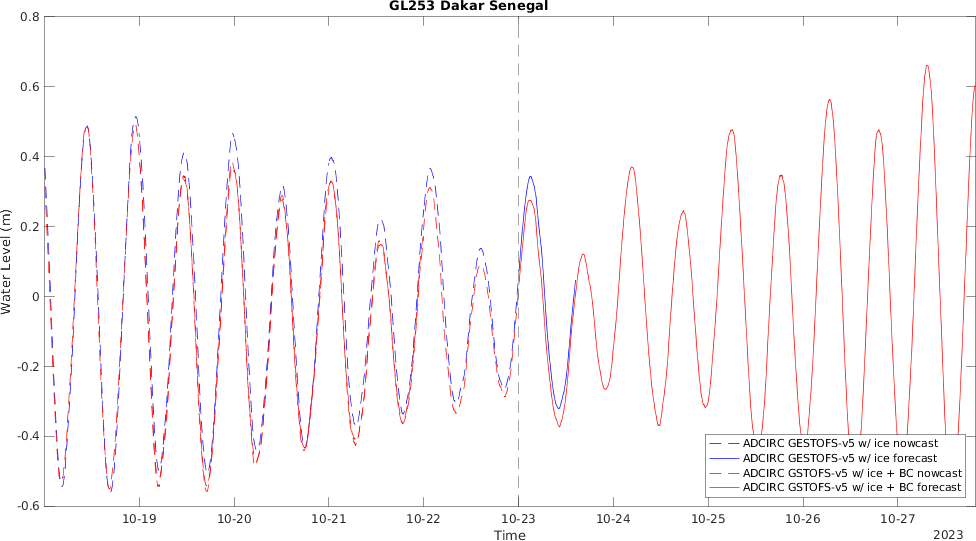 GL253 Dakar Senegal
0.8
0.6
0.4
0.2
0
-0.2
-0.4
-0.6
Water Level (m)
10-19 10-20 10-21 10-22 10-23 10-24 10-25 10-26 10-27
Time
2023
ADCIRC GESTOFS-v5 w/ ice nowcast
ADCIRC GESTOFS-v5 w/ ice forecast
ADCIRC GSTOFS-v5 w/ ice + BC nowcast
ADCIRC GSTOFS-v5 w/ ice + BC forecast